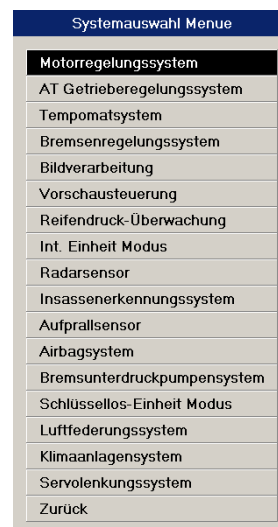 Systemauswahl Menue
Motorregelungssystem
AT Getrieberegelungssystem
Tempomatsystem
Bremsenregelungssystem
Bildverarbeitung
Vorschausteuerung
Reifendruck-Überwachung
Int. Einheit Modus
Radarsensor
Insassenerkennungssystem
Aufprallsensor
Airbagsystem
Bremsunterdruckpumpensystem
Schlüssellos-Einheit Modus
Luftfederungssystem
Klimaanlagensystem
Servolenkungssystem
Zurück